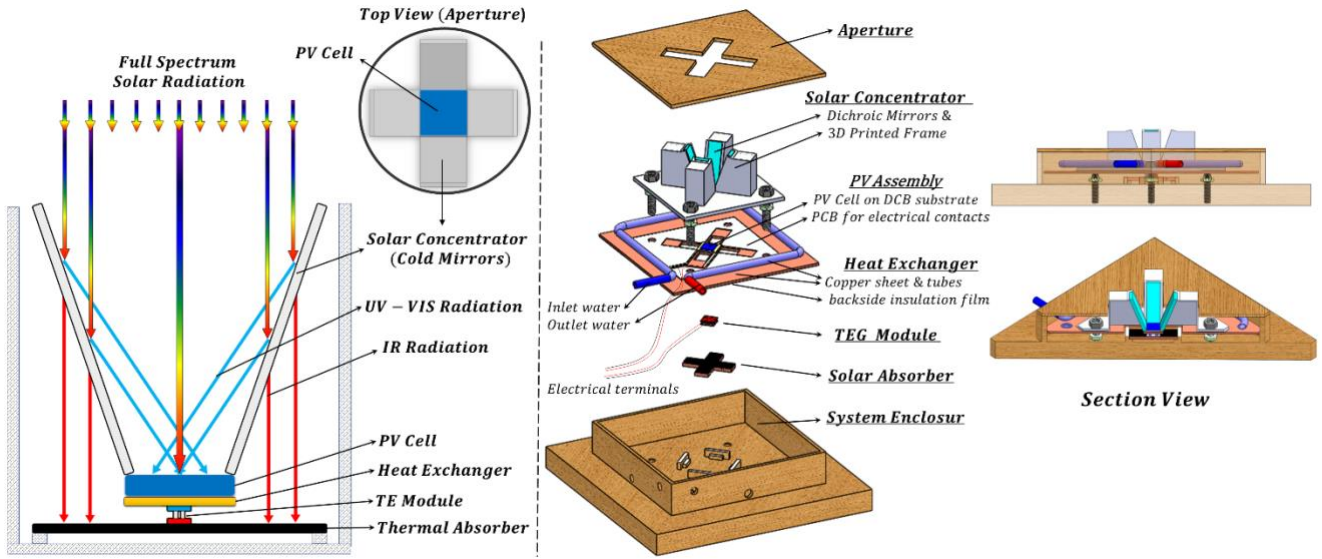 Top View (Aperture)
PV Cell
Full Spectrum
Solar Radiation
Solar Concentrator
(Cold Mirrors)
UV – VIS Radiation
IR Radiation
PV Cell
Heat Exchanger
TE Module
Thermal Absorber
Aperture
Solar Concentrator
Dichroic Mirrors &
3D Printed Frame
PV Assembly
PV Cell on DCB substrate
PCB for electrical contacts
Heat Exchanger
Copper sheet & tubes
backside insulation film
Inlet water
Outlet water
TEG Module
Solar Absorber
Electrical terminals
System Enclosur
Section View